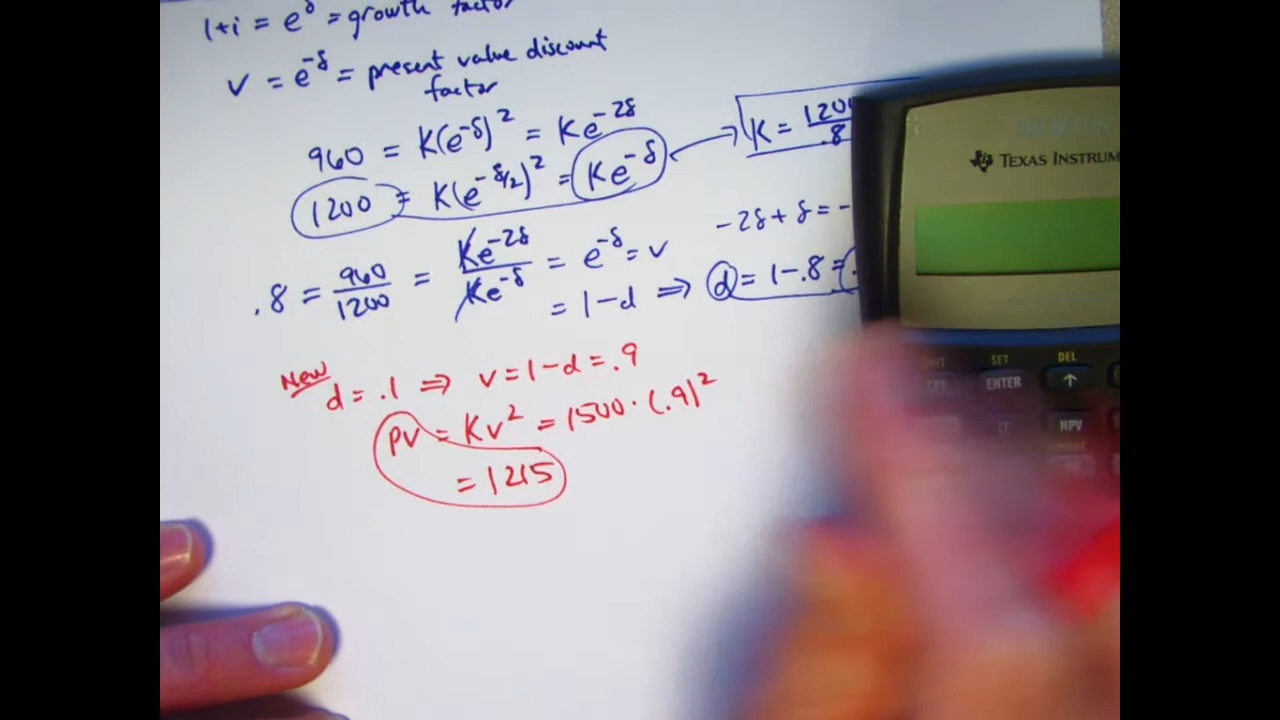 1+i = e^δ = growth factor
v = e^-δ = present value discount
factor
960 = K(e^-δ)^2 = Ke^-2δ
1200 = K(e^-δ/2)^2 = Ke^-δ
K = 1200/.8
.8 = 960/1200 = Ke^-2δ/Ke^-δ = e^-δ = v
-2δ + δ = -
= 1-d ⇒ d = 1-.8 =
New
d = .1 ⇒ v = 1-d = .9
PV = Kv^2 = 1500·(.9)^2
= 1215
TEXAS INSTRUM
SET
DEL
ENTER
↑
NPV